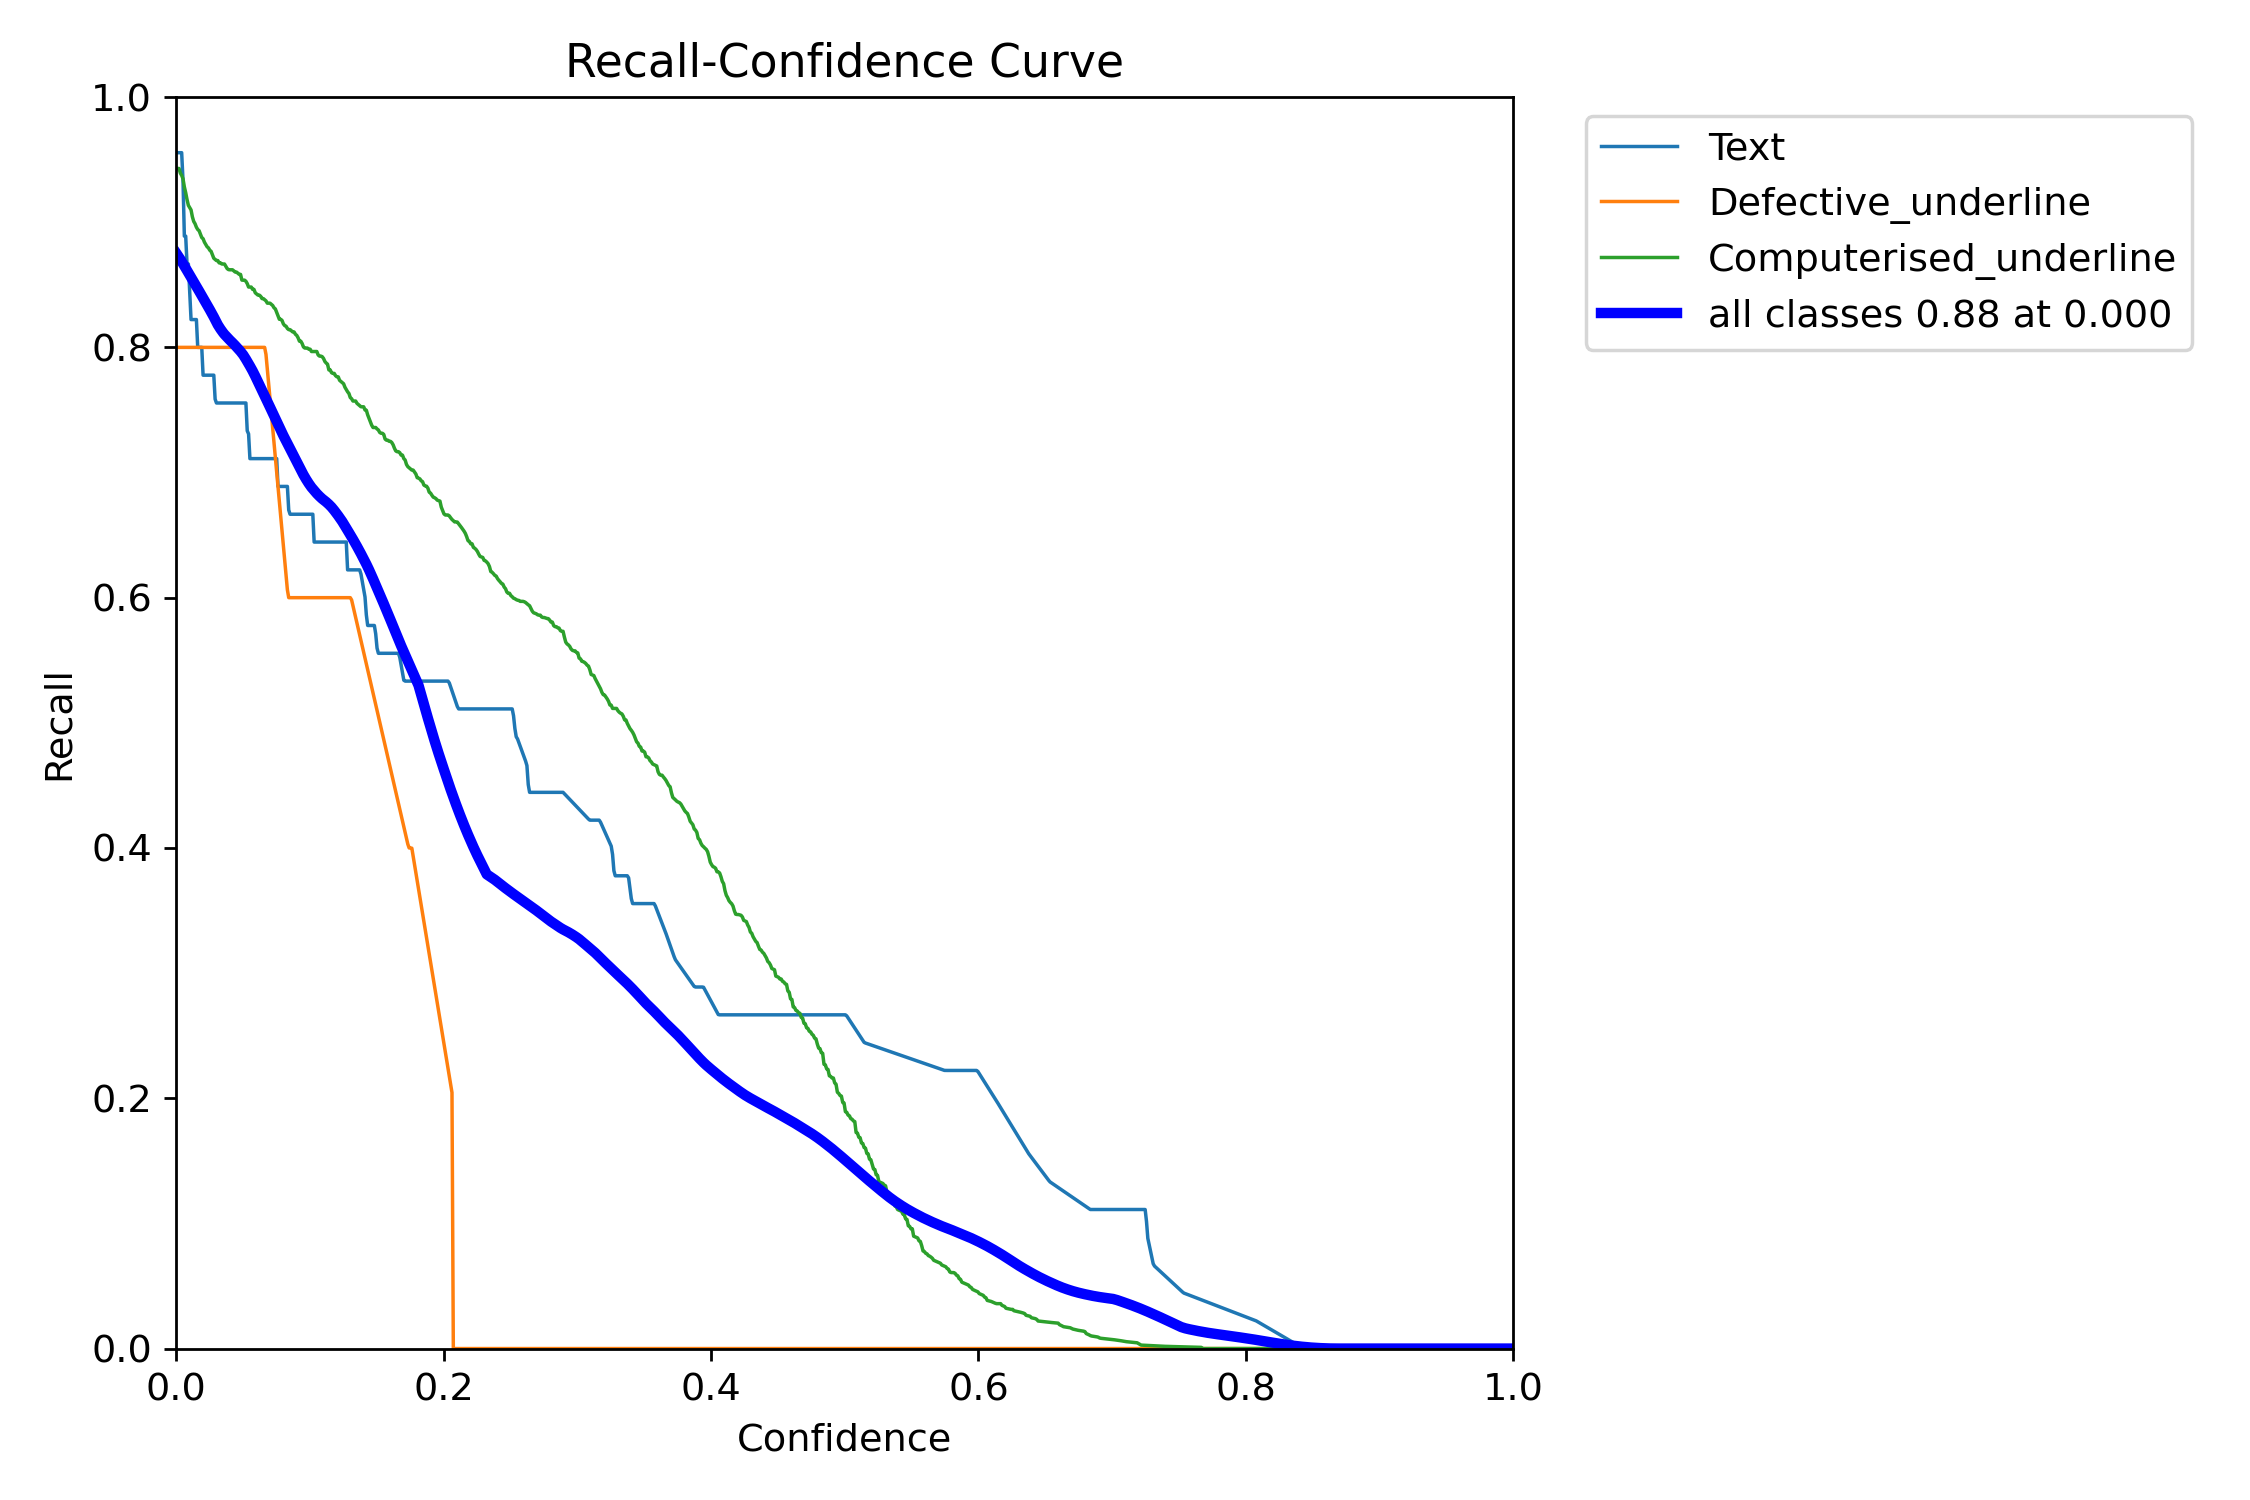 Recall-Confidence Curve
1.0
0.8
0.6
0.4
0.2
0.0
Recall
0.0 0.2 0.4 0.6 0.8 1.0
Confidence
Text
Defective_underline
Computerised_underline
all classes 0.88 at 0.000